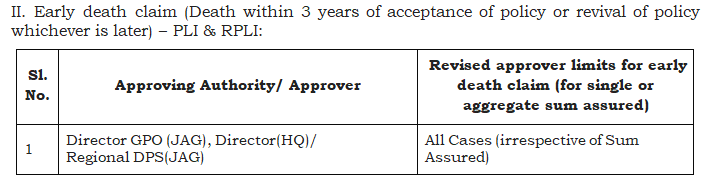 II. Early death claim (Death within 3 years of acceptance of policy or revival of policy
whichever is later) – PLI & RPLI:
Sl.
No.
Approving Authority/ Approver
Revised approver limits for early
death claim (for single or
aggregate sum assured)
1
Director GPO (JAG), Director(HQ)/
Regional DPS(JAG)
All Cases (irrespective of Sum
Assured)